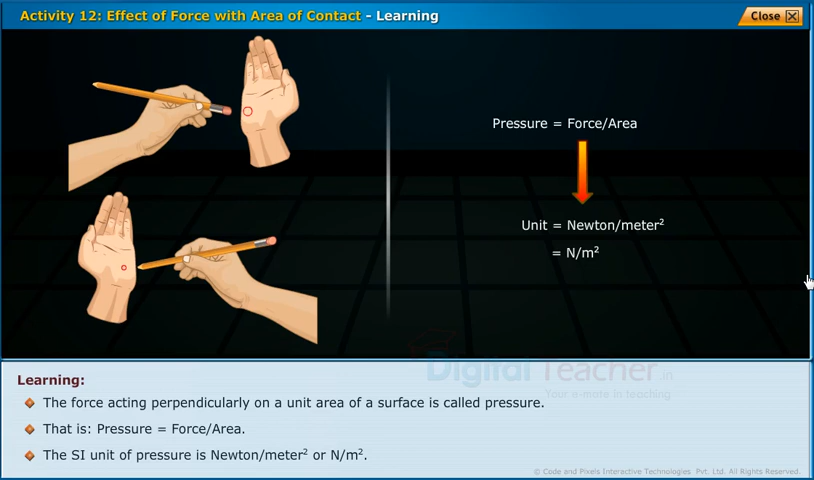 Activity 12: Effect of Force with Area of Contact - Learning
Close
Pressure = Force/Area
Unit = Newton/meter²
= N/m²
Digital Teacher.in
Your e-mate in teaching
Learning:
The force acting perpendicularly on a unit area of a surface is called pressure.
That is: Pressure = Force/Area.
The SI unit of pressure is Newton/meter² or N/m².
© Code and Pixels Interactive Technologies Pvt. Ltd. All Rights Reserved.